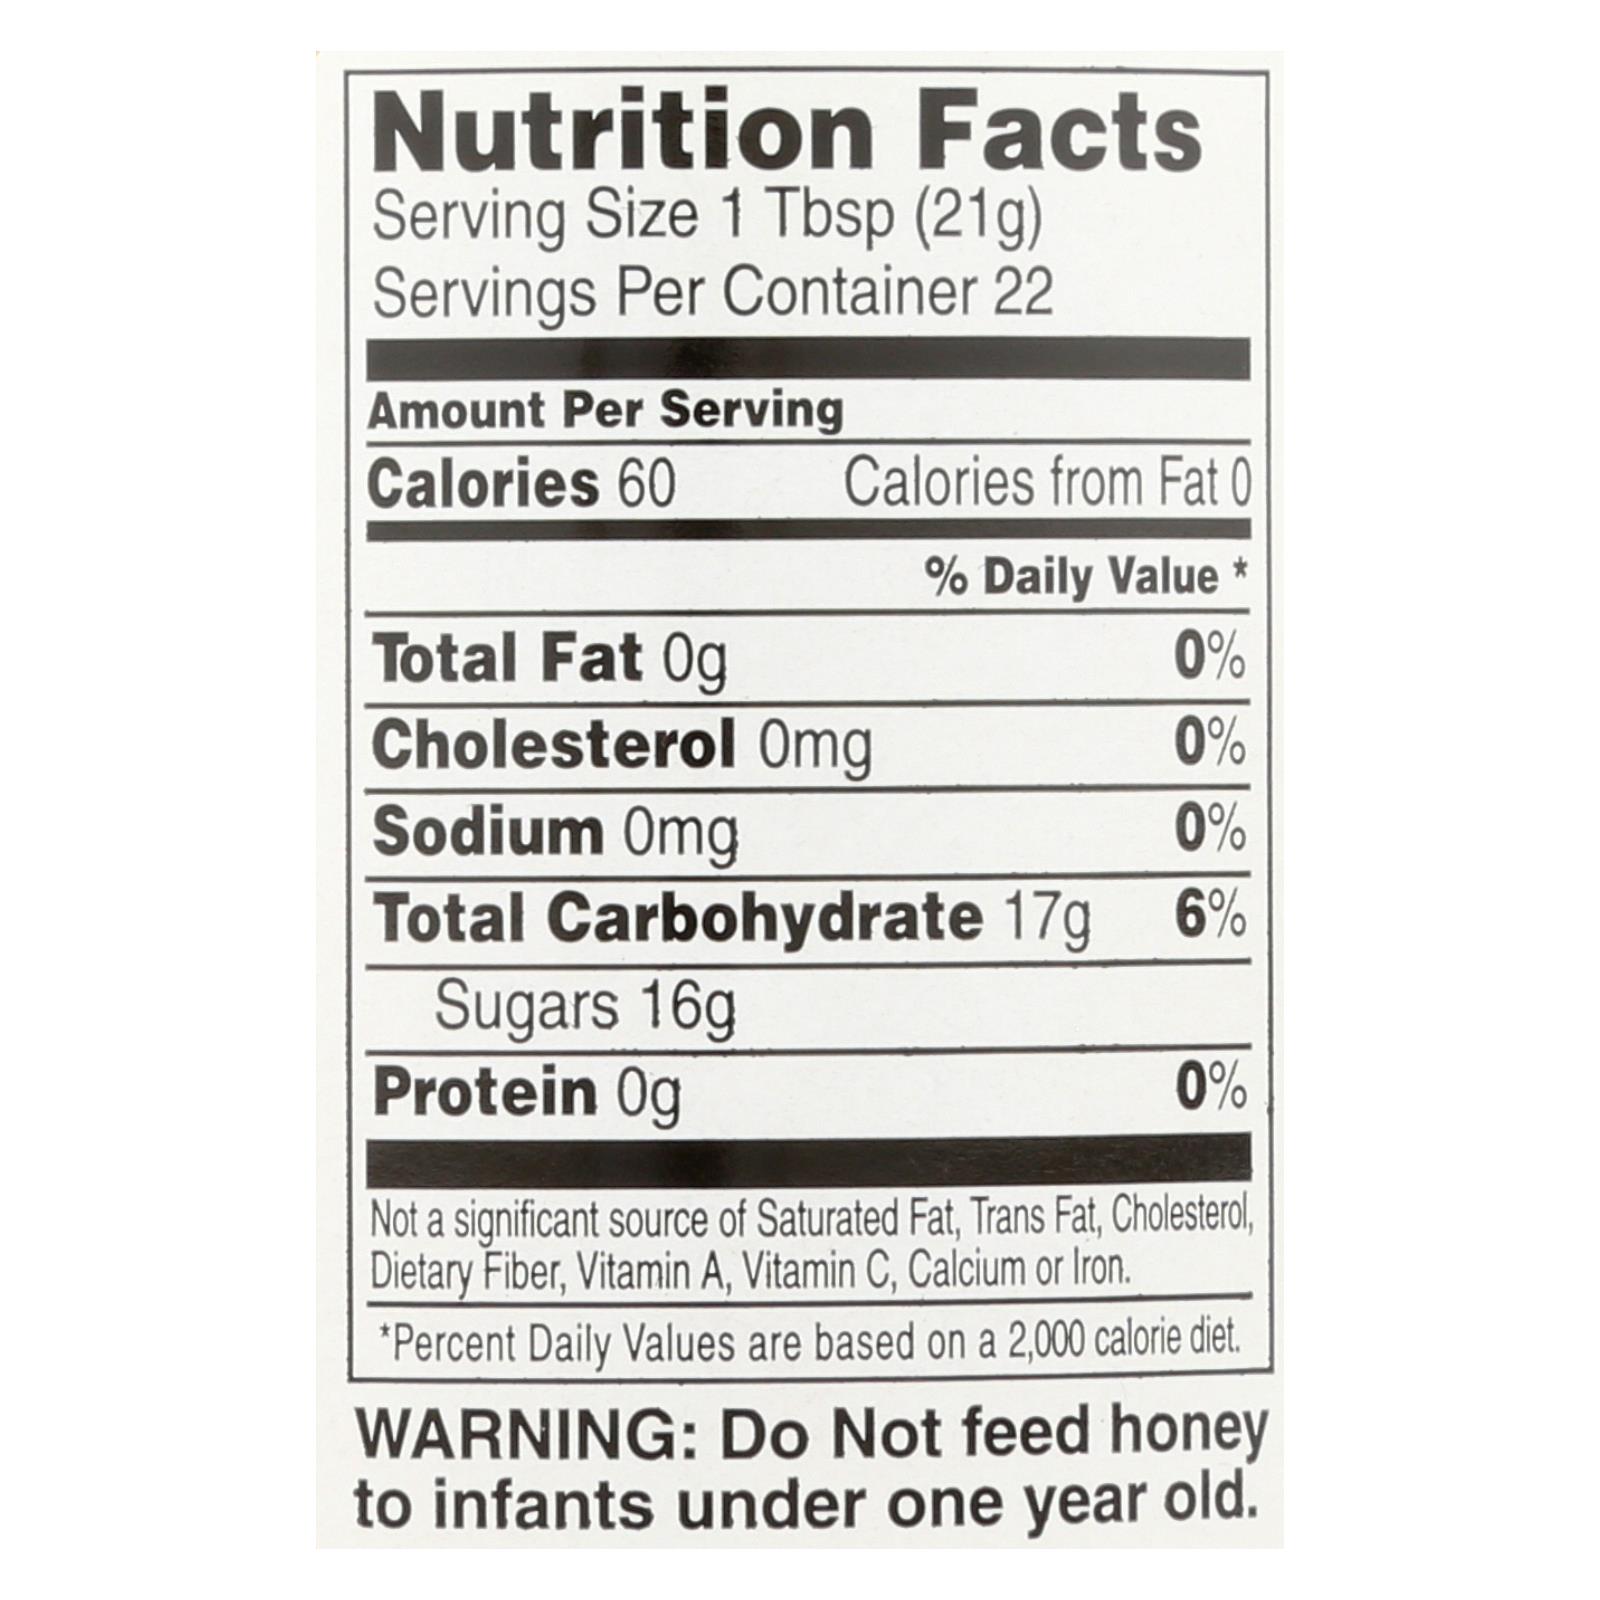 Nutrition Facts
Serving Size 1 Tbsp (21g)
Servings Per Container 22
Amount Per Serving
Calories 60 Calories from Fat 0
% Daily Value *
Total Fat 0g 0%
Cholesterol 0mg 0%
Sodium 0mg 0%
Total Carbohydrate 17g 6%
Sugars 16g
Protein 0g 0%
Not a significant source of Saturated Fat, Trans Fat, Cholesterol,
Dietary Fiber, Vitamin A, Vitamin C, Calcium or Iron.
*Percent Daily Values are based on a 2,000 calorie diet.
WARNING: Do Not feed honey
to infants under one year old.